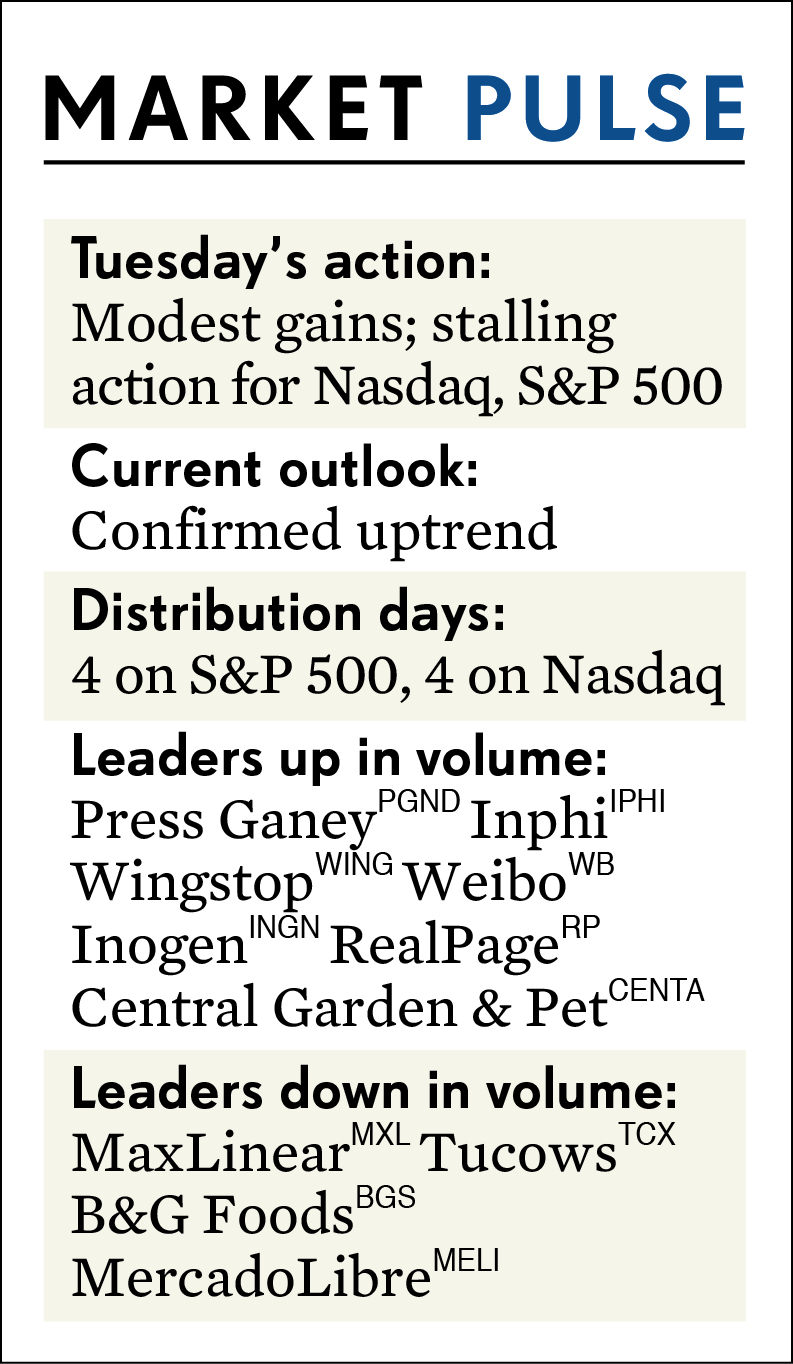 MARKET PULSE
Tuesday’s action:
Modest gains; stalling
action for Nasdaq, S&P 500
Current outlook:
Confirmed uptrend
Distribution days:
4 on S&P 500, 4 on Nasdaq
Leaders up in volume:
Press Ganey PGND Inphi IPHI
Wingstop WING Weibo WB
Inogen INGN RealPage RP
Central Garden & Pet CENTA
Leaders down in volume:
MaxLinear MXL Tucows TCX
B&G Foods BGS
MercadoLibre MELI